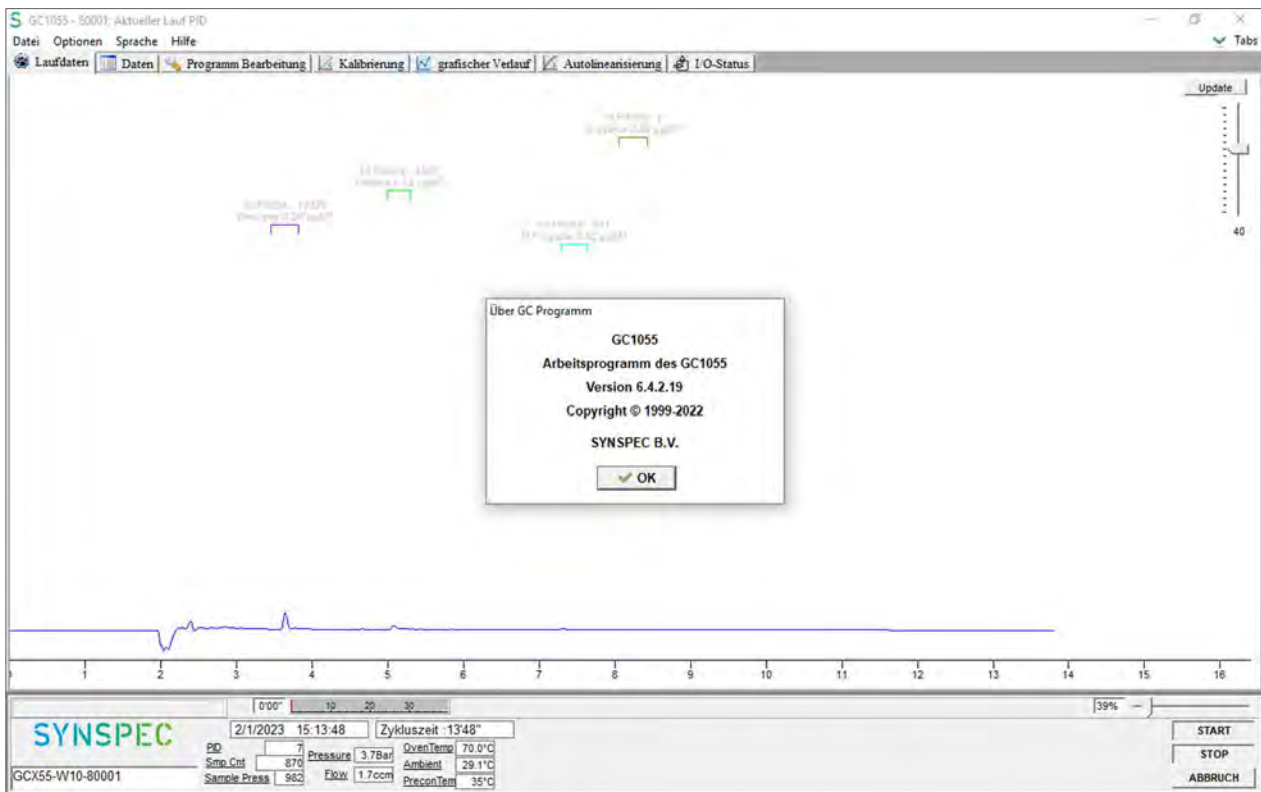 GC1055 - 50001: Aktueller Lauf PID
Datei Optionen Sprache Hilfe
Tabs
Laufdaten Daten Programm Bearbeitung Kalibrierung grafischer Verlauf Autolinearisierung I/O-Status
Update
40
Über GC Programm
GC1055
Arbeitsprogramm des GC1055
Version 6.4.2.19
Copyright © 1999-2022
SYNSPEC B.V.
OK
1 2 3 4 5 6 7 8 9 10 11 12 13 14 15 16
0'00" 10 20 30
39%
SYNSPEC
2/1/2023 15:13:48 Zykluszeit :13'48"
PID 7
Smp Cnt 870
Sample Press 982
Pressure 3.7Bar
Flow 1.7ccm
OvenTemp 70.0°C
Ambient 29.1°C
PreconTem 35°C
GCX55-W10-80001
START
STOP
ABBRUCH